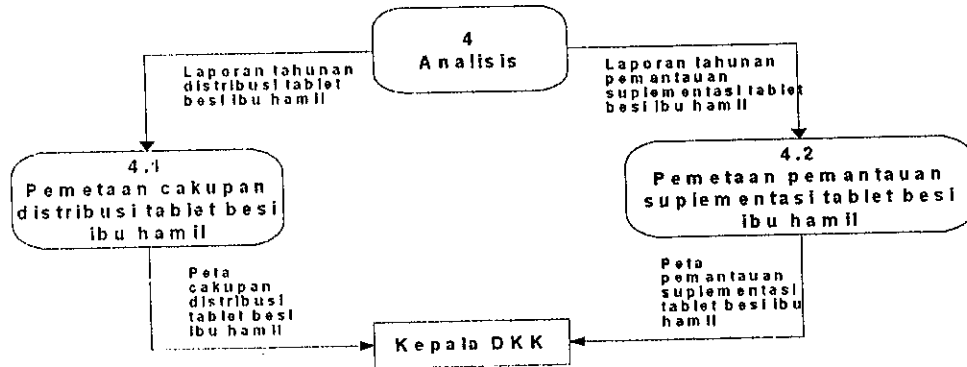 4
Analisis
Laporan tahunan
distribusi tablet
besi ibu hamil
Laporan tahunan
pemantauan
suplementasi tablet
besi ibu hamil
4.1
Pemetaan cakupan
distribusi tablet besi
ibu hamil
4.2
Pemetaan pemantauan
suplementasi tablet besi
ibu hamil
Peta
cakupan
distribusi
tablet besi
ibu hamil
Peta
pemantauan
suplementasi
tablet besi ibu
hamil
Kepala DKK